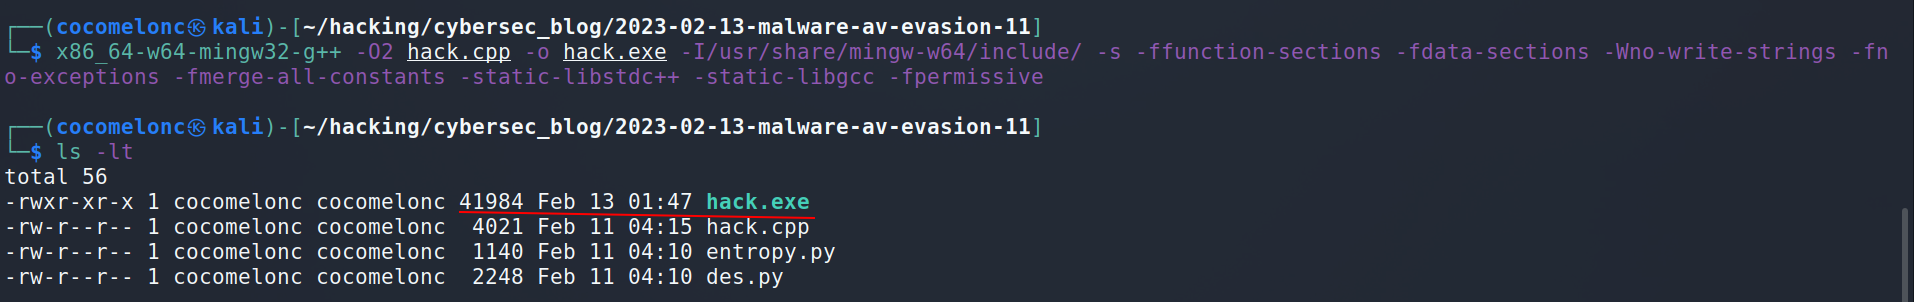 ┌──(cocomelonc㉿kali)-[~/hacking/cybersec_blog/2023-02-13-malware-av-evasion-11]
└─$ x86_64-w64-mingw32-g++ -O2 hack.cpp -o hack.exe -I/usr/share/mingw-w64/include/ -s -ffunction-sections -fdata-sections -Wno-write-strings -fn
o-exceptions -fmerge-all-constants -static-libstdc++ -static-libgcc -fpermissive
┌──(cocomelonc㉿kali)-[~/hacking/cybersec_blog/2023-02-13-malware-av-evasion-11]
└─$ ls -lt
total 56
-rwxr-xr-x 1 cocomelonc cocomelonc 41984 Feb 13 01:47 hack.exe
-rw-r--r-- 1 cocomelonc cocomelonc  4021 Feb 11 04:15 hack.cpp
-rw-r--r-- 1 cocomelonc cocomelonc  1140 Feb 11 04:10 entropy.py
-rw-r--r-- 1 cocomelonc cocomelonc  2248 Feb 11 04:10 des.py